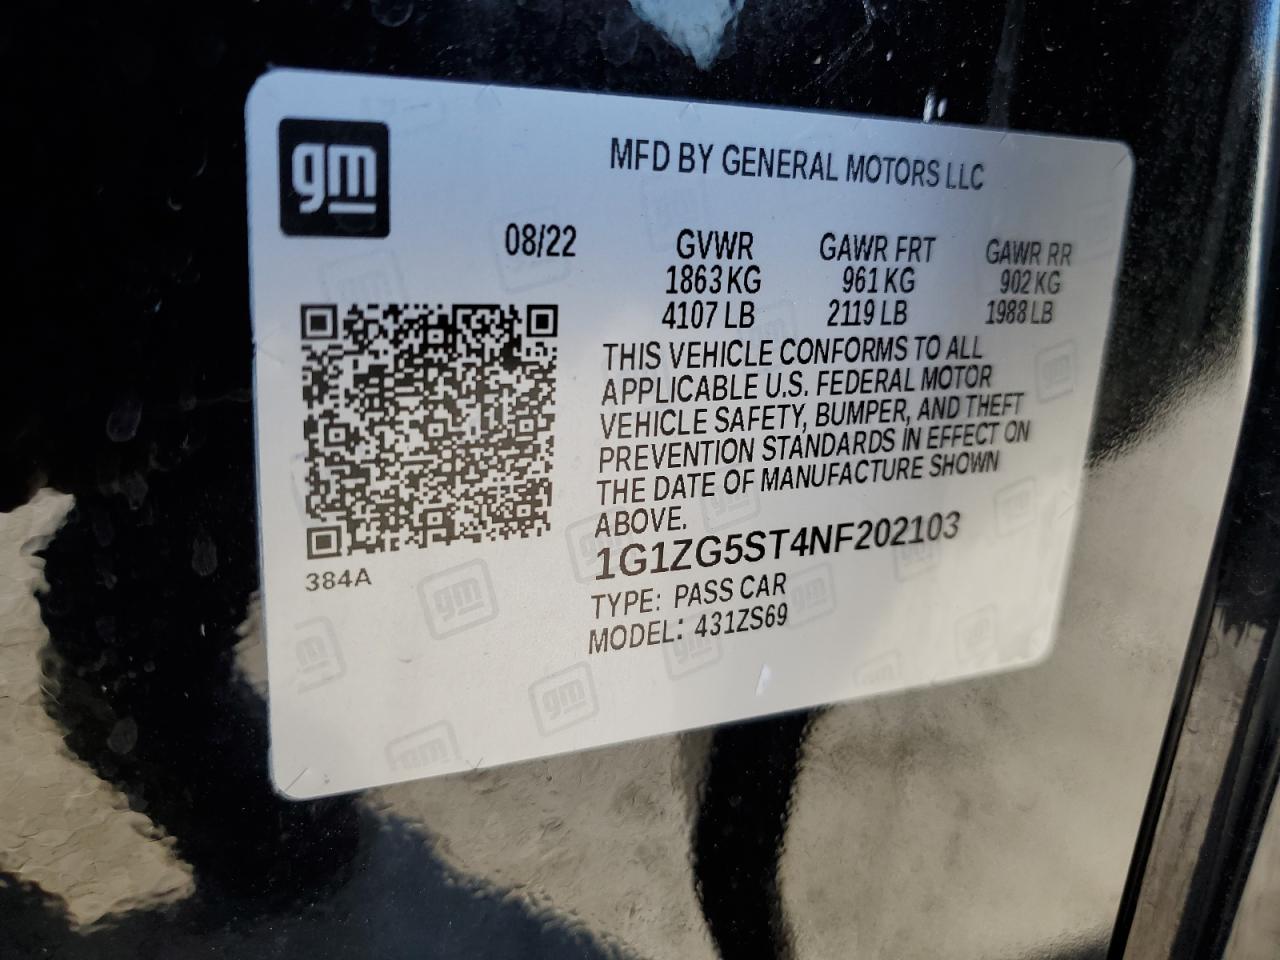 gm
MFD BY GENERAL MOTORS LLC
08/22 GVWR GAWR FRT GAWR RR
1863 KG 961 KG 902 KG
4107 LB 2119 LB 1988 LB
THIS VEHICLE CONFORMS TO ALL
APPLICABLE U.S. FEDERAL MOTOR
VEHICLE SAFETY, BUMPER, AND THEFT
PREVENTION STANDARDS IN EFFECT ON
THE DATE OF MANUFACTURE SHOWN
ABOVE.
1G1ZG5ST4NF202103
384A
TYPE: PASS CAR
MODEL: 431ZS69